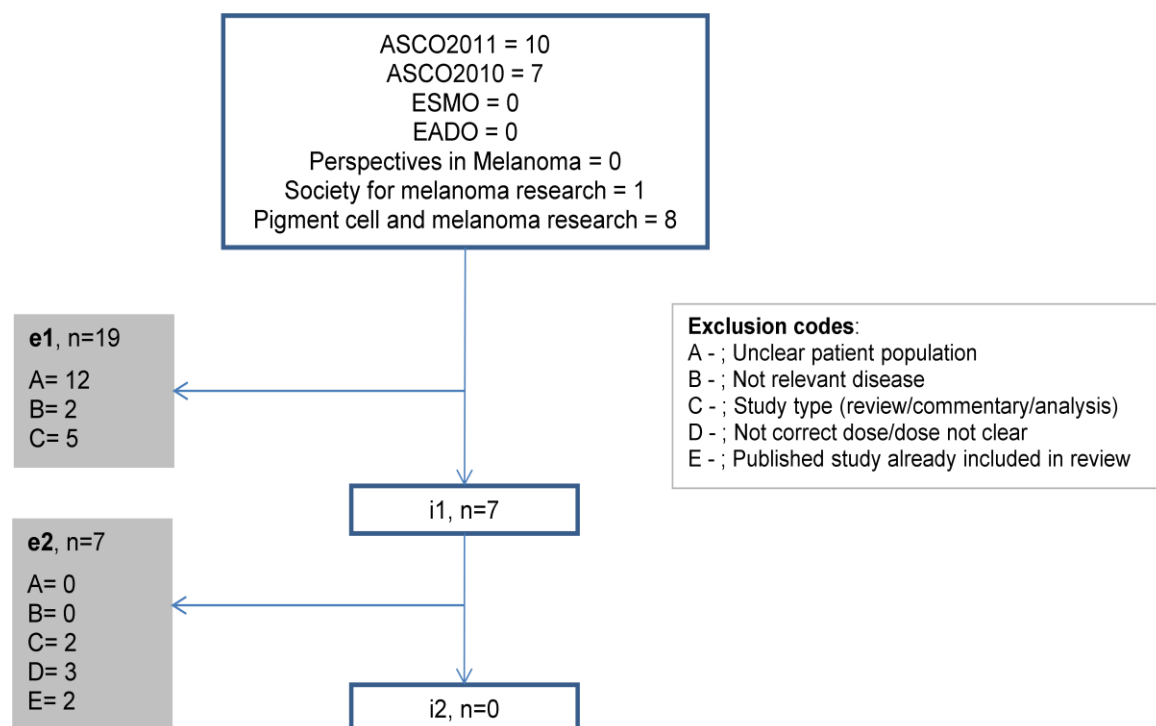 ASCO2011 = 10
ASCO2010 = 7
ESMO = 0
EADO = 0
Perspectives in Melanoma = 0
Society for melanoma research = 1
Pigment cell and melanoma research = 8
e1, n=19
A= 12
B= 2
C= 5
Exclusion codes:
A - ; Unclear patient population
B - ; Not relevant disease
C - ; Study type (review/commentary/analysis)
D - ; Not correct dose/dose not clear
E - ; Published study already included in review
i1, n=7
e2, n=7
A= 0
B= 0
C= 2
D= 3
E= 2
i2, n=0